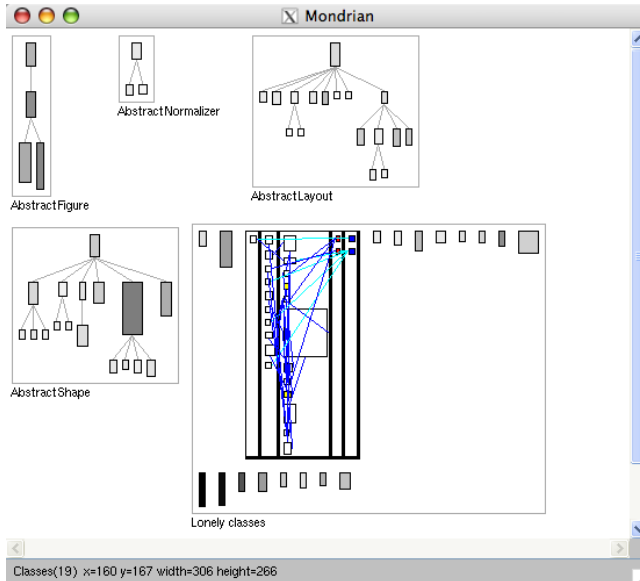 Mondrian
AbstractNormalizer
AbstractLayout
AbstractFigure
AbstractShape
Lonely classes
Classes(19) x=160 y=167 width=306 height=266